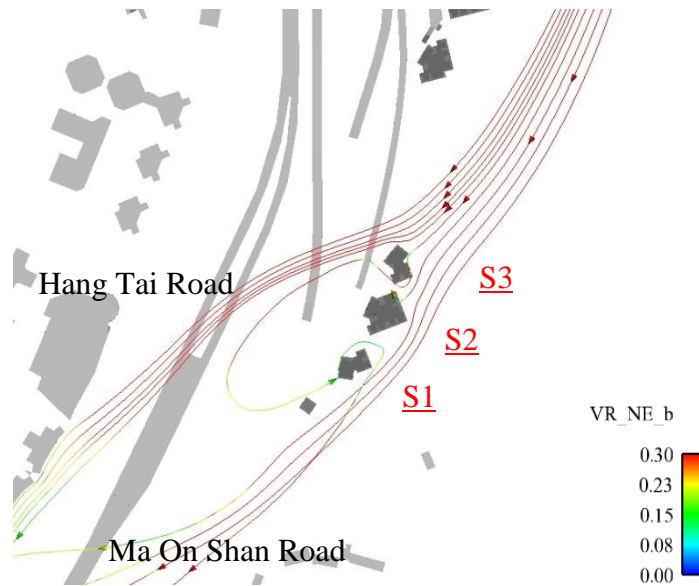 Hang Tai Road
S3
S2
S1
VR_NE_b
0.30
0.23
0.15
0.08
0.00
Ma On Shan Road